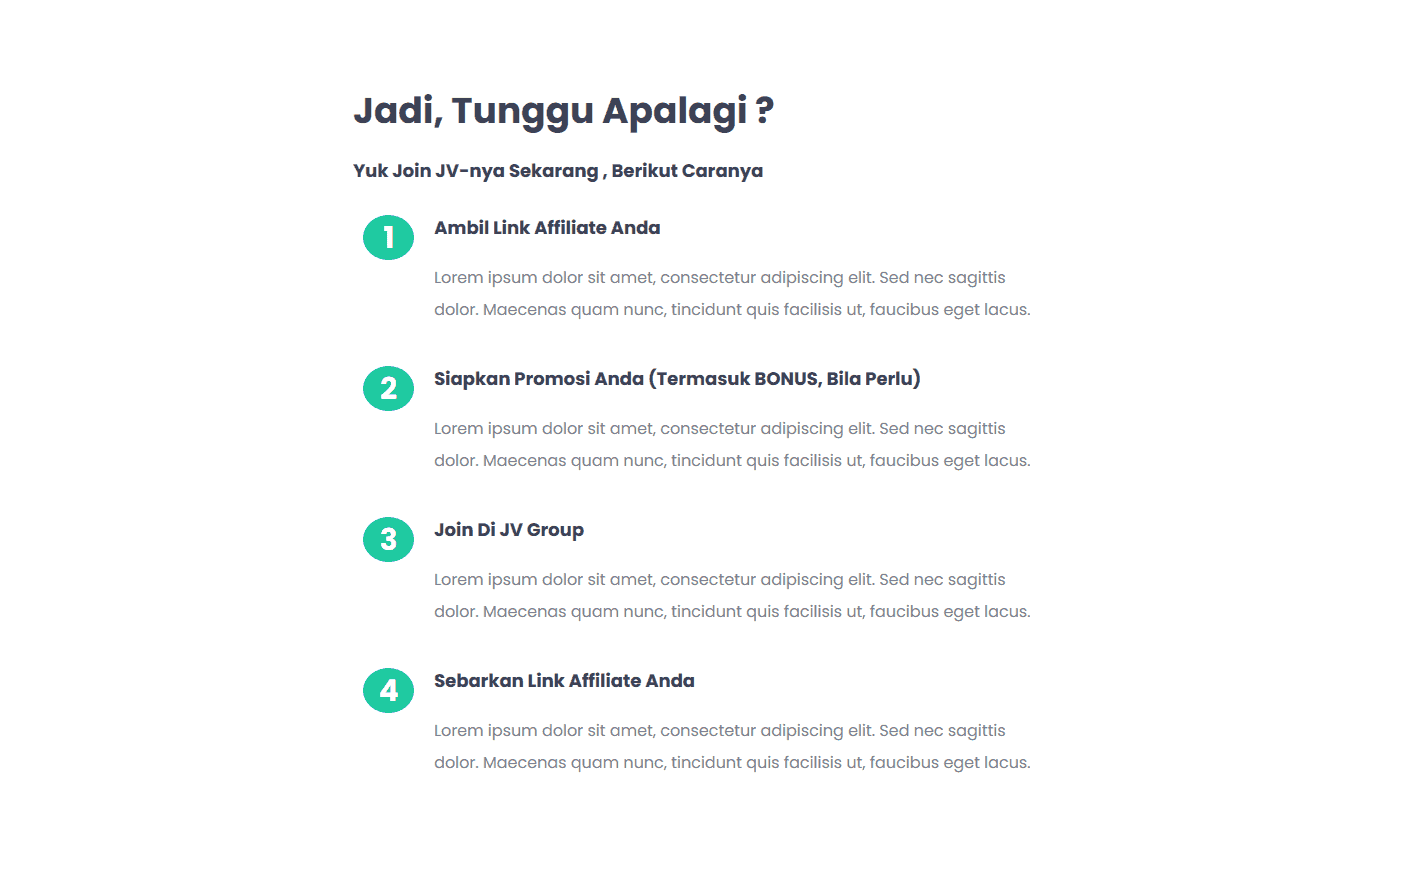 Jadi, Tunggu Apalagi ?
Yuk Join JV-nya Sekarang , Berikut Caranya
1
Ambil Link Affiliate Anda
Lorem ipsum dolor sit amet, consectetur adipiscing elit. Sed nec sagittis
dolor. Maecenas quam nunc, tincidunt quis facilisis ut, faucibus eget lacus.
2
Siapkan Promosi Anda (Termasuk BONUS, Bila Perlu)
Lorem ipsum dolor sit amet, consectetur adipiscing elit. Sed nec sagittis
dolor. Maecenas quam nunc, tincidunt quis facilisis ut, faucibus eget lacus.
3
Join Di JV Group
Lorem ipsum dolor sit amet, consectetur adipiscing elit. Sed nec sagittis
dolor. Maecenas quam nunc, tincidunt quis facilisis ut, faucibus eget lacus.
4
Sebarkan Link Affiliate Anda
Lorem ipsum dolor sit amet, consectetur adipiscing elit. Sed nec sagittis
dolor. Maecenas quam nunc, tincidunt quis facilisis ut, faucibus eget lacus.